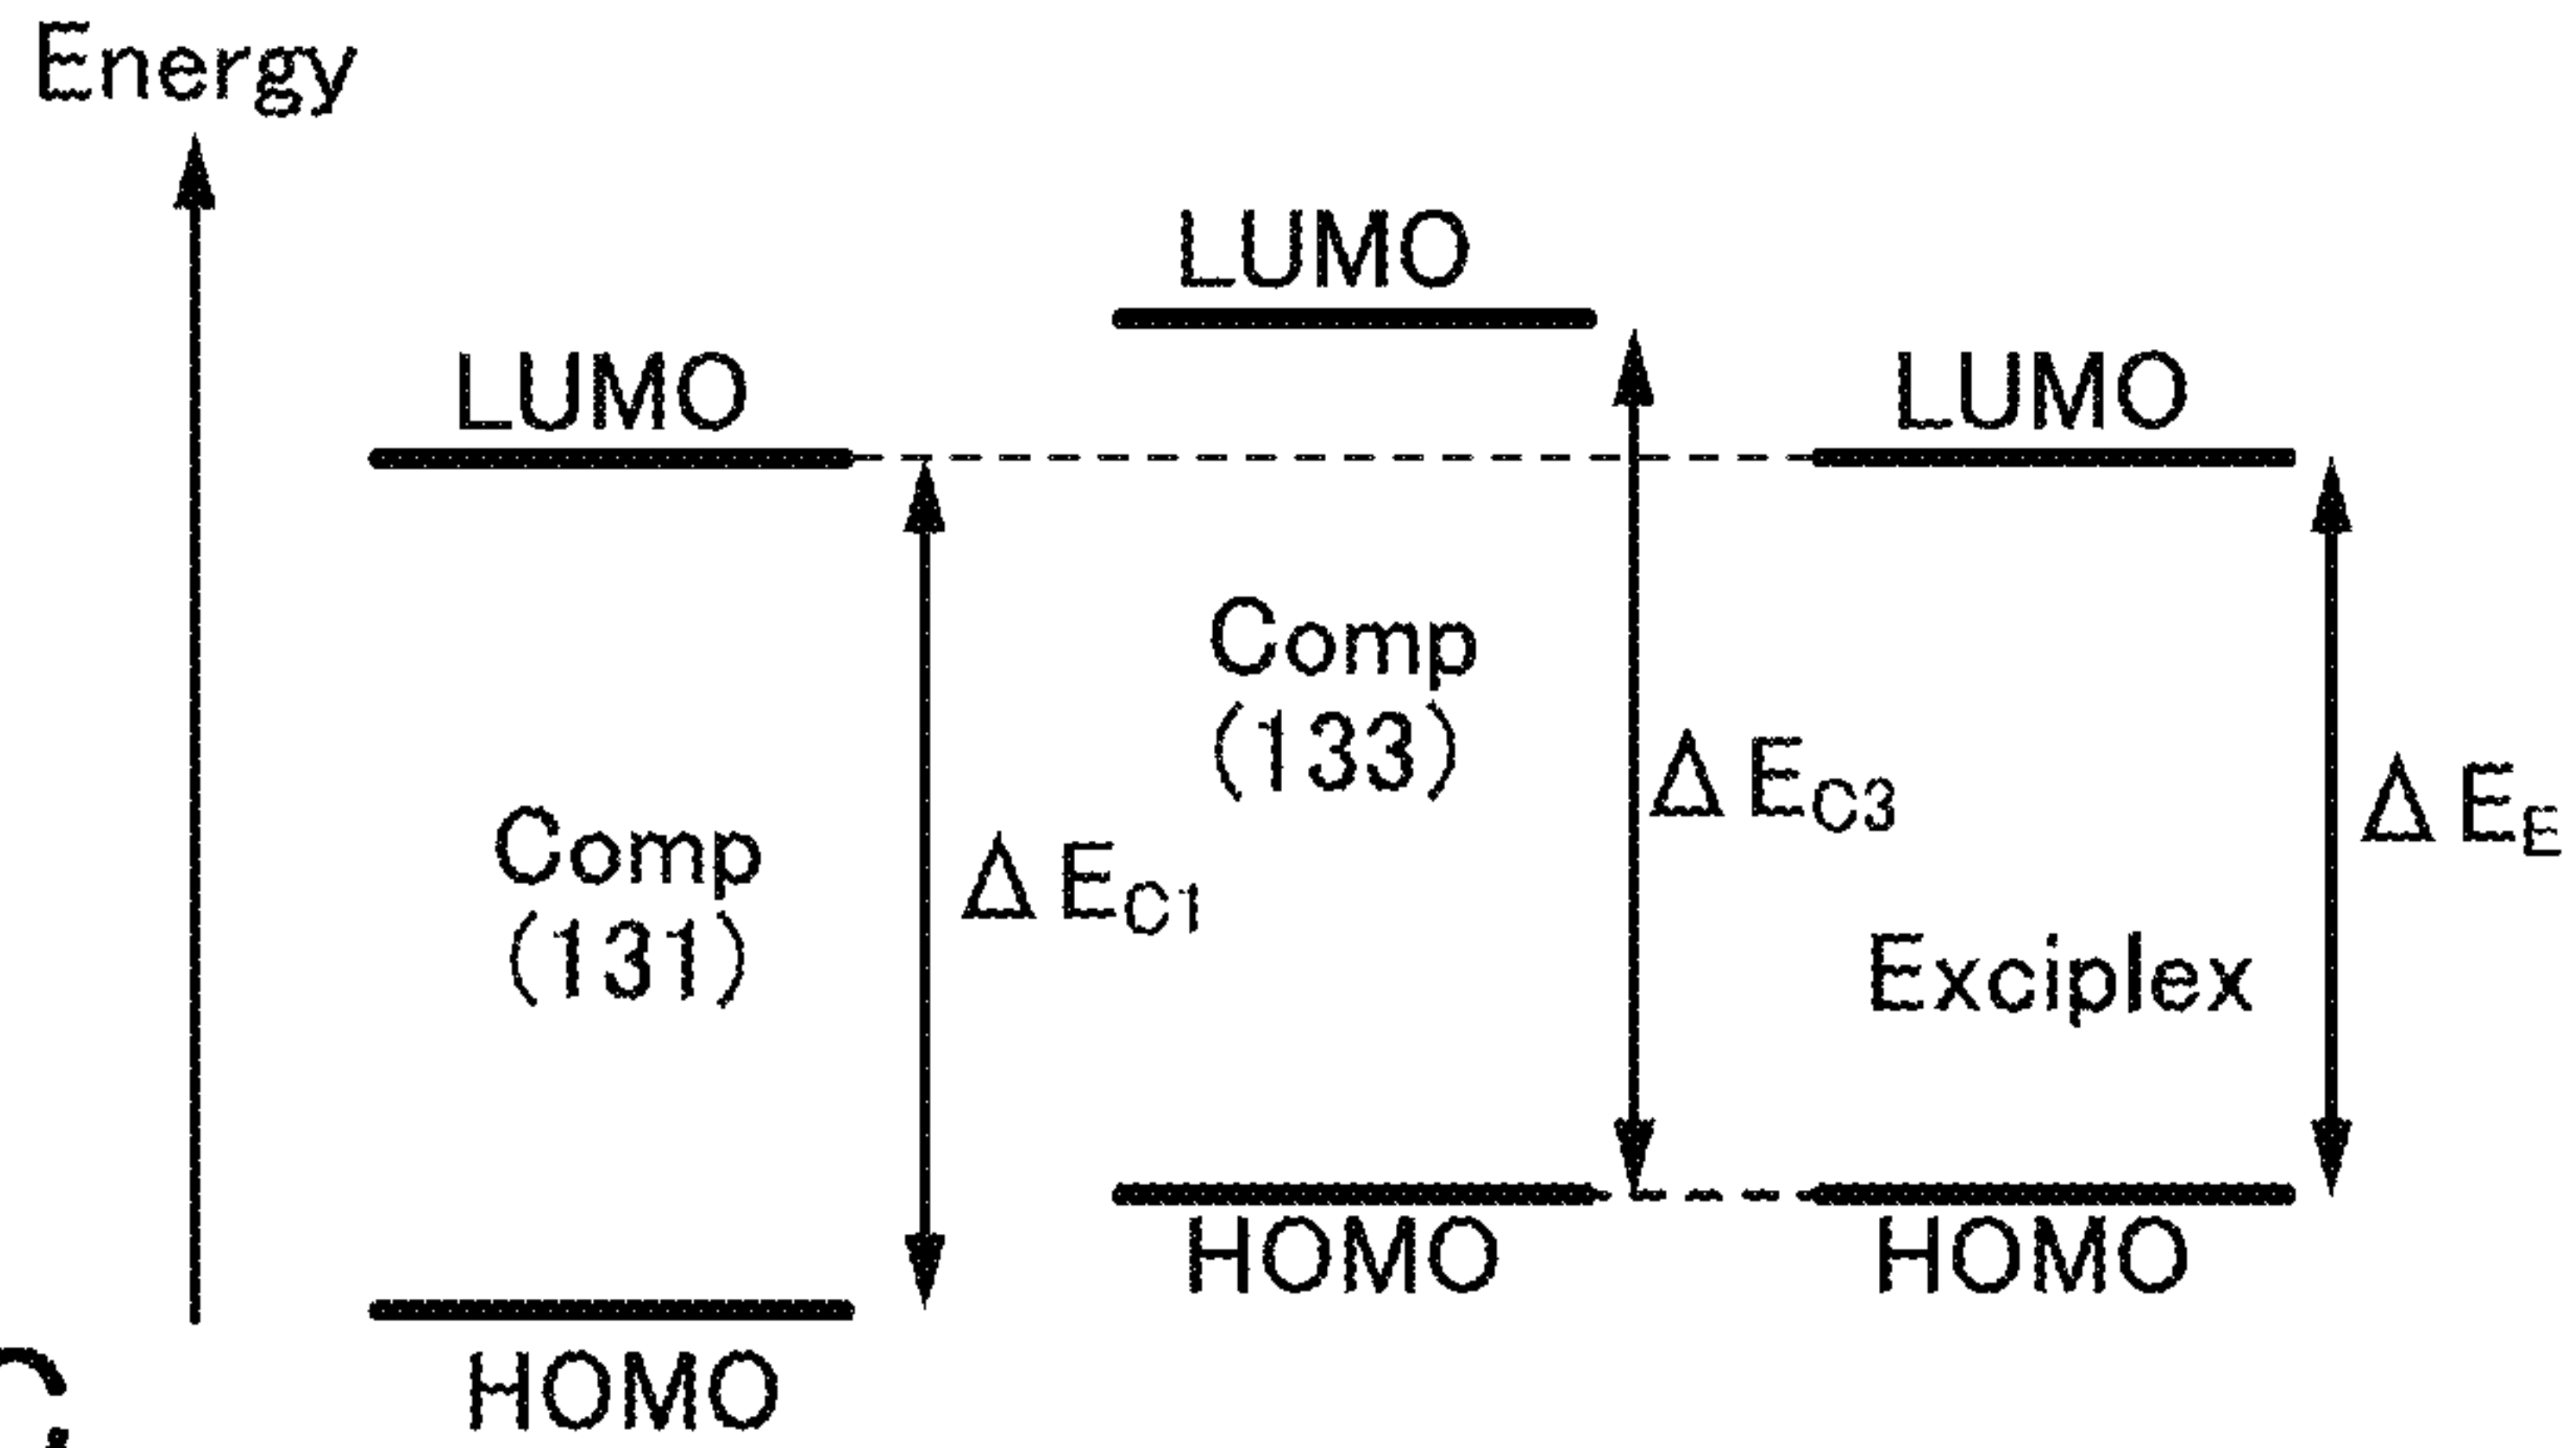 Energy
LUMO
LUMO
LUMO
Comp
(131)
ΔE_C1
Comp
(133)
ΔE_C3
Exciplex
ΔE_E
HOMO
HOMO
HOMO